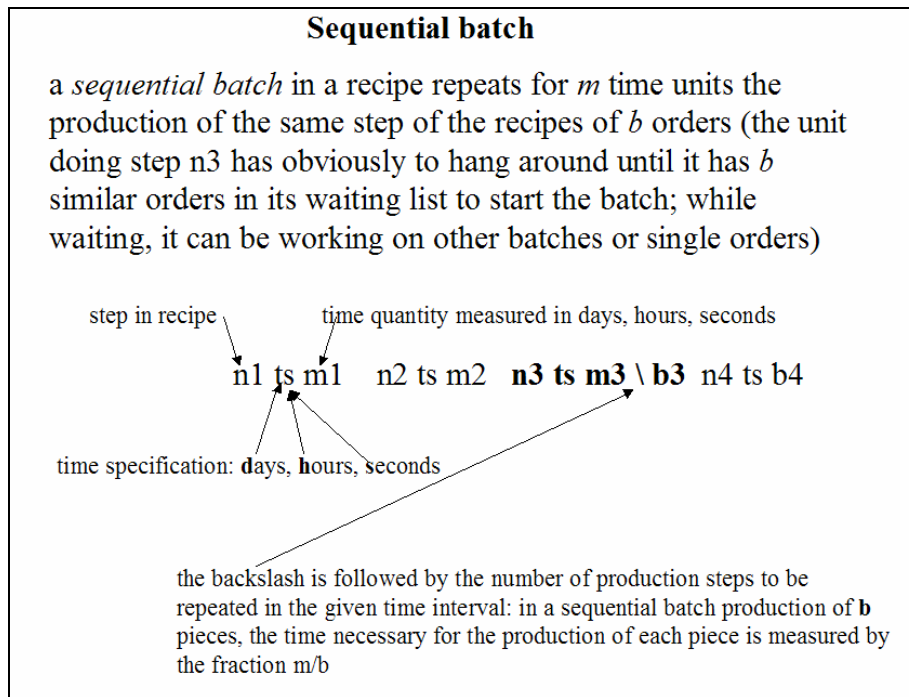 Sequential batch
a sequential batch in a recipe repeats for m time units the
production of the same step of the recipes of b orders (the unit
doing step n3 has obviously to hang around until it has b
similar orders in its waiting list to start the batch; while
waiting, it can be working on other batches or single orders)
step in recipe
time quantity measured in days, hours, seconds
n1 ts m1 n2 ts m2 n3 ts m3 \ b3 n4 ts b4
time specification: days, hours, seconds
the backslash is followed by the number of production steps to be
repeated in the given time interval: in a sequential batch production of b
pieces, the time necessary for the production of each piece is measured by
the fraction m/b